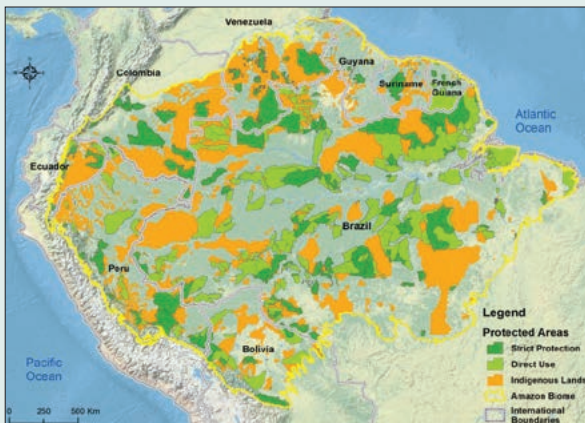 Venezuela
Guyana
Colombia
Suriname
French
Guiana
Atlantic
Ocean
Ecuador
Brazil
Peru
Legend
Protected Areas
Strict Protection
Direct Use
Indigenous Lands
Amazon Biome
International
Boundaries
Bolivia
Pacific
Ocean
0 250 500 Km